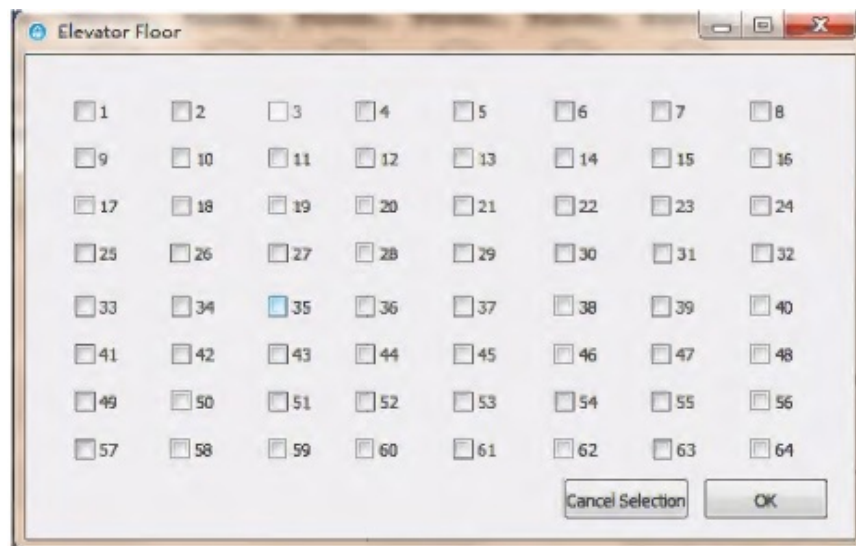 Elevator Floor
1 2 3 4 5 6 7 8
9 10 11 12 13 14 15 16
17 18 19 20 21 22 23 24
25 26 27 28 29 30 31 32
33 34 35 36 37 38 39 40
41 42 43 44 45 46 47 48
49 50 51 52 53 54 55 56
57 58 59 60 61 62 63 64
Cancel Selection OK